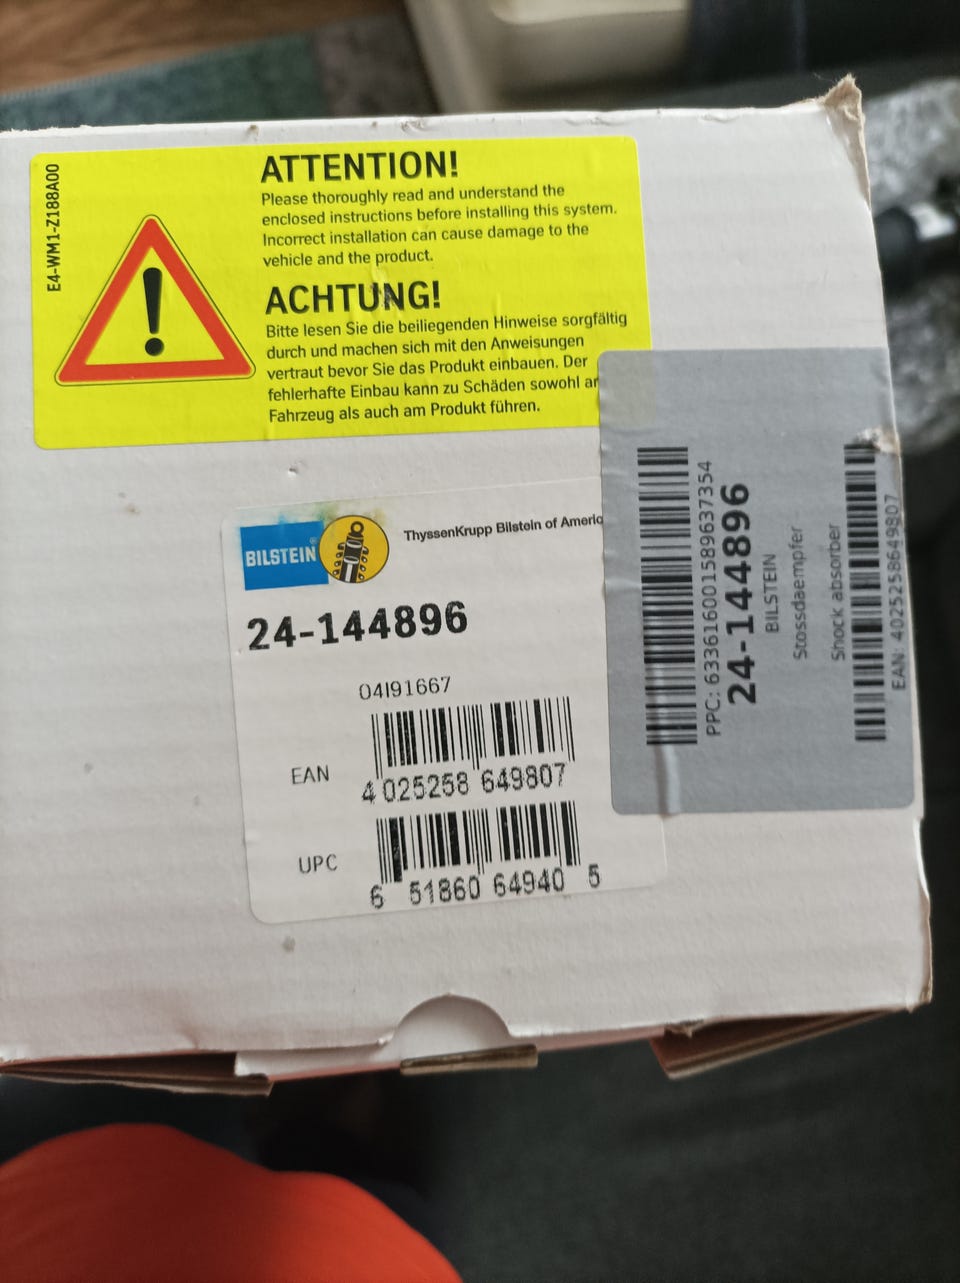 E4-WM1-Z188A00
ATTENTION!
Please thoroughly read and understand the
enclosed instructions before installing this system.
Incorrect installation can cause damage to the
vehicle and the product.
ACHTUNG!
Bitte lesen Sie die beiliegenden Hinweise sorgfältig
durch und machen sich mit den Anweisungen
vertraut bevor Sie das Produkt einbauen. Der
fehlerhafte Einbau kann zu Schäden sowohl
Fahrzeug als auch am Produkt führen.
BILSTEIN®
ThyssenKrupp Bilstein of Americ
24-144896
04I91667
EAN
4 025258 649807
UPC
6 51860 64940 5
PPC: 633616001589637354
24-144896
BILSTEIN
Stossdaempfer
Shock absorber
EAN: 4025258649807